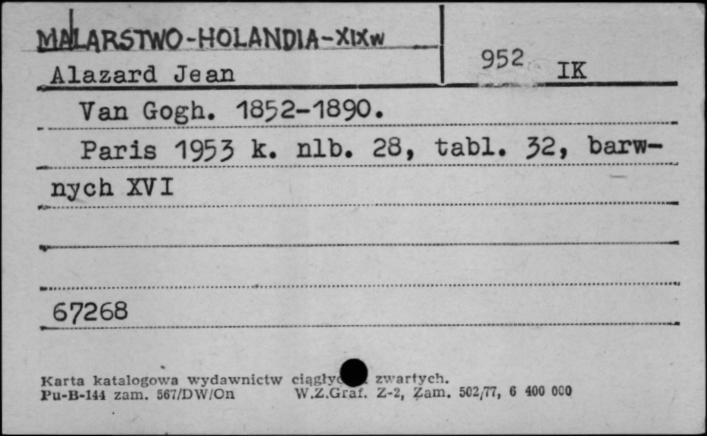 MALARSTWO-HOLANDIA-XIXw
952 IK
Alazard Jean
Van Gogh. 1852-1890.
Paris 1953 k. nlb. 28, tabl. 32, barw-
nych XVI
67268
Karta katalogowa wydawnictw zwartych.
Pu-B-144 zam. 567/DW/On W.Z.Graf. Z-2, Zam. 502/77, 6 400 000